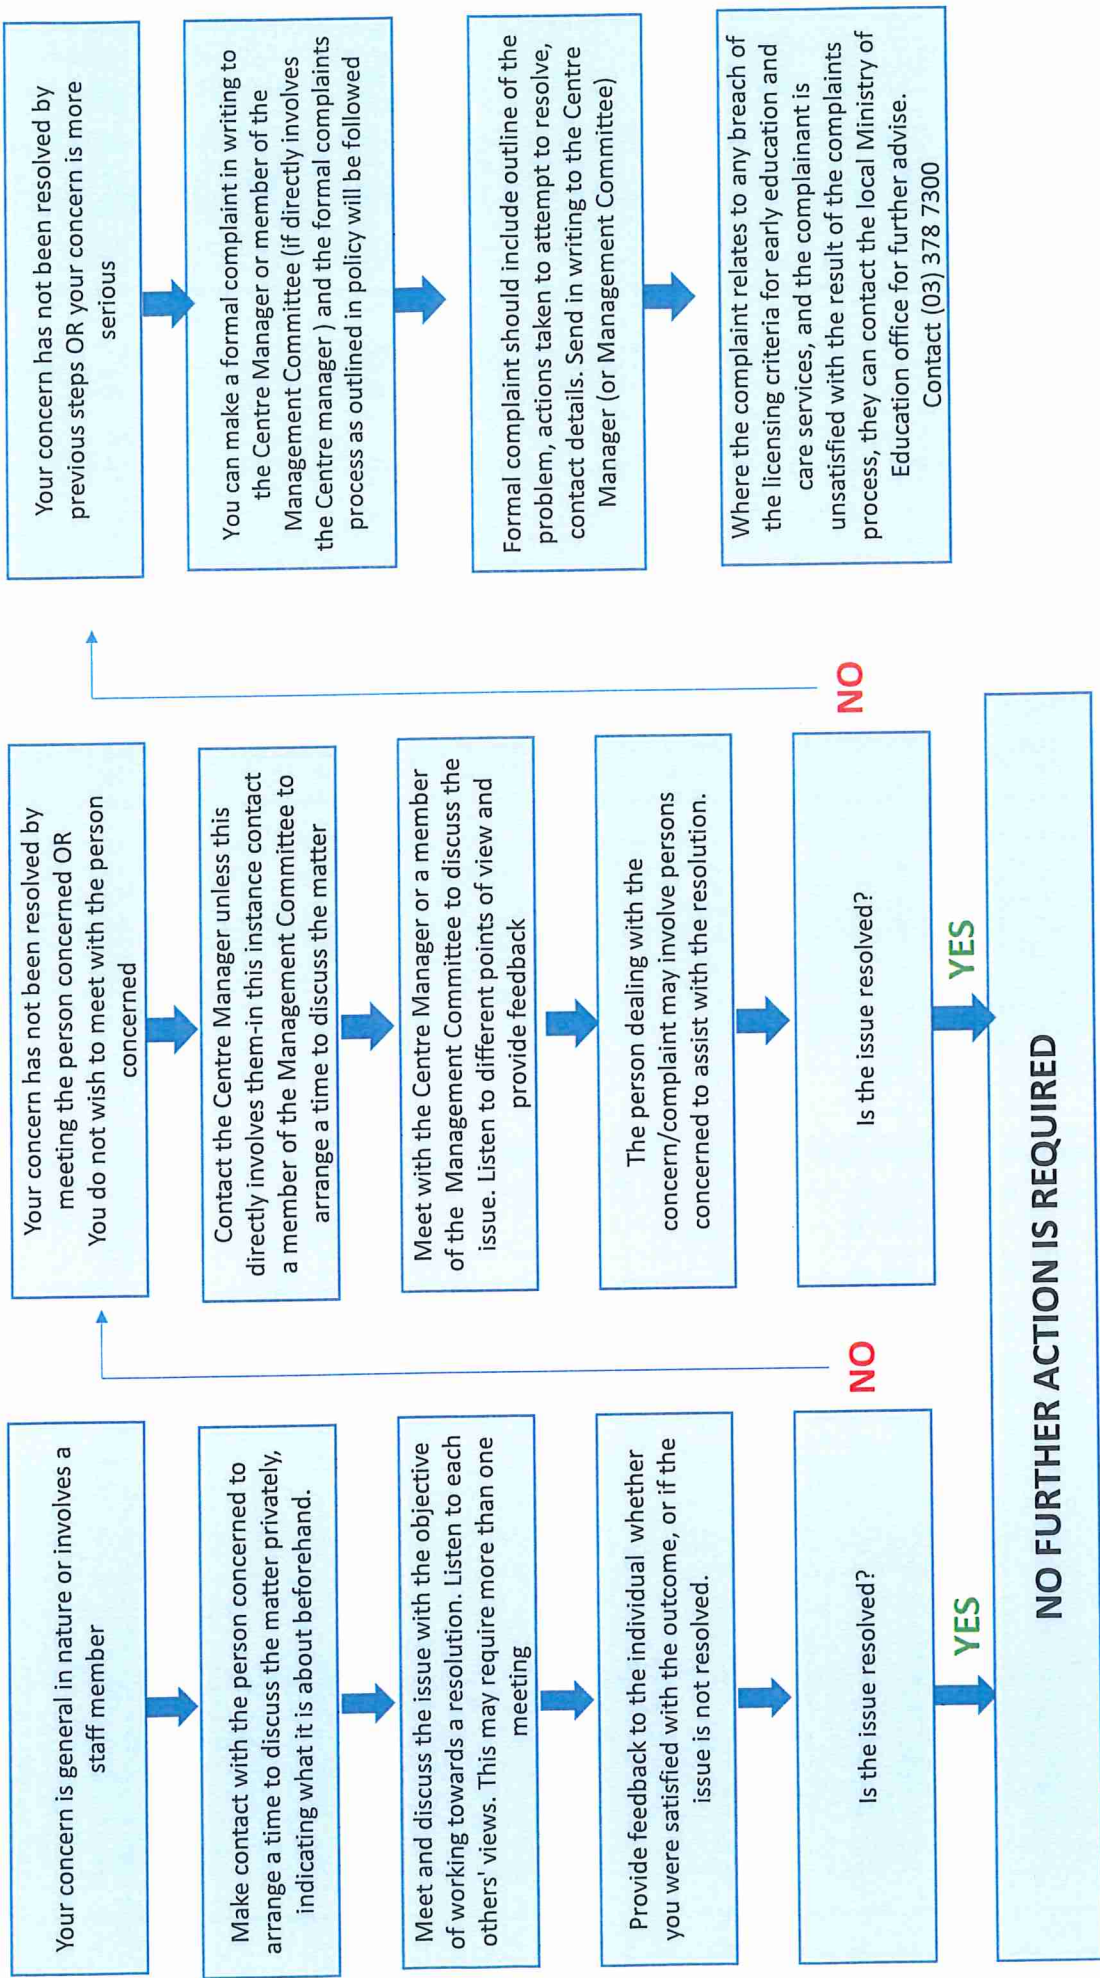 Your concern is general in nature or involves a
staff member
Make contact with the person concerned to
arrange a time to discuss the matter privately,
indicating what it is about beforehand.
Meet and discuss the issue with the objective
of working towards a resolution. Listen to each
others' views. This may require more than one
meeting
Provide feedback to the individual whether
you were satisfied with the outcome, or if the
issue is not resolved.
Is the issue resolved?
NO
YES
Your concern has not been resolved by
meeting the person concerned OR
You do not wish to meet with the person
concerned
Contact the Centre Manager unless this
directly involves them-in this instance contact
a member of the Management Committee to
arrange a time to discuss the matter
Meet with the Centre Manager or a member
of the Management Committee to discuss the
issue. Listen to different points of view and
provide feedback
The person dealing with the
concern/complaint may involve persons
concerned to assist with the resolution.
Is the issue resolved?
NO
YES
Your concern has not been resolved by
previous steps OR your concern is more
serious
You can make a formal complaint in writing to
the Centre Manager or member of the
Management Committee (if directly involves
the Centre manager ) and the formal complaints
process as outlined in policy will be followed
Formal complaint should include outline of the
problem, actions taken to attempt to resolve,
contact details. Send in writing to the Centre
Manager (or Management Committee)
Where the complaint relates to any breach of
the licensing criteria for early education and
care services, and the complainant is
unsatisfied with the result of the complaints
process, they can contact the local Ministry of
Education office for further advise.
Contact (03) 378 7300
NO FURTHER ACTION IS REQUIRED